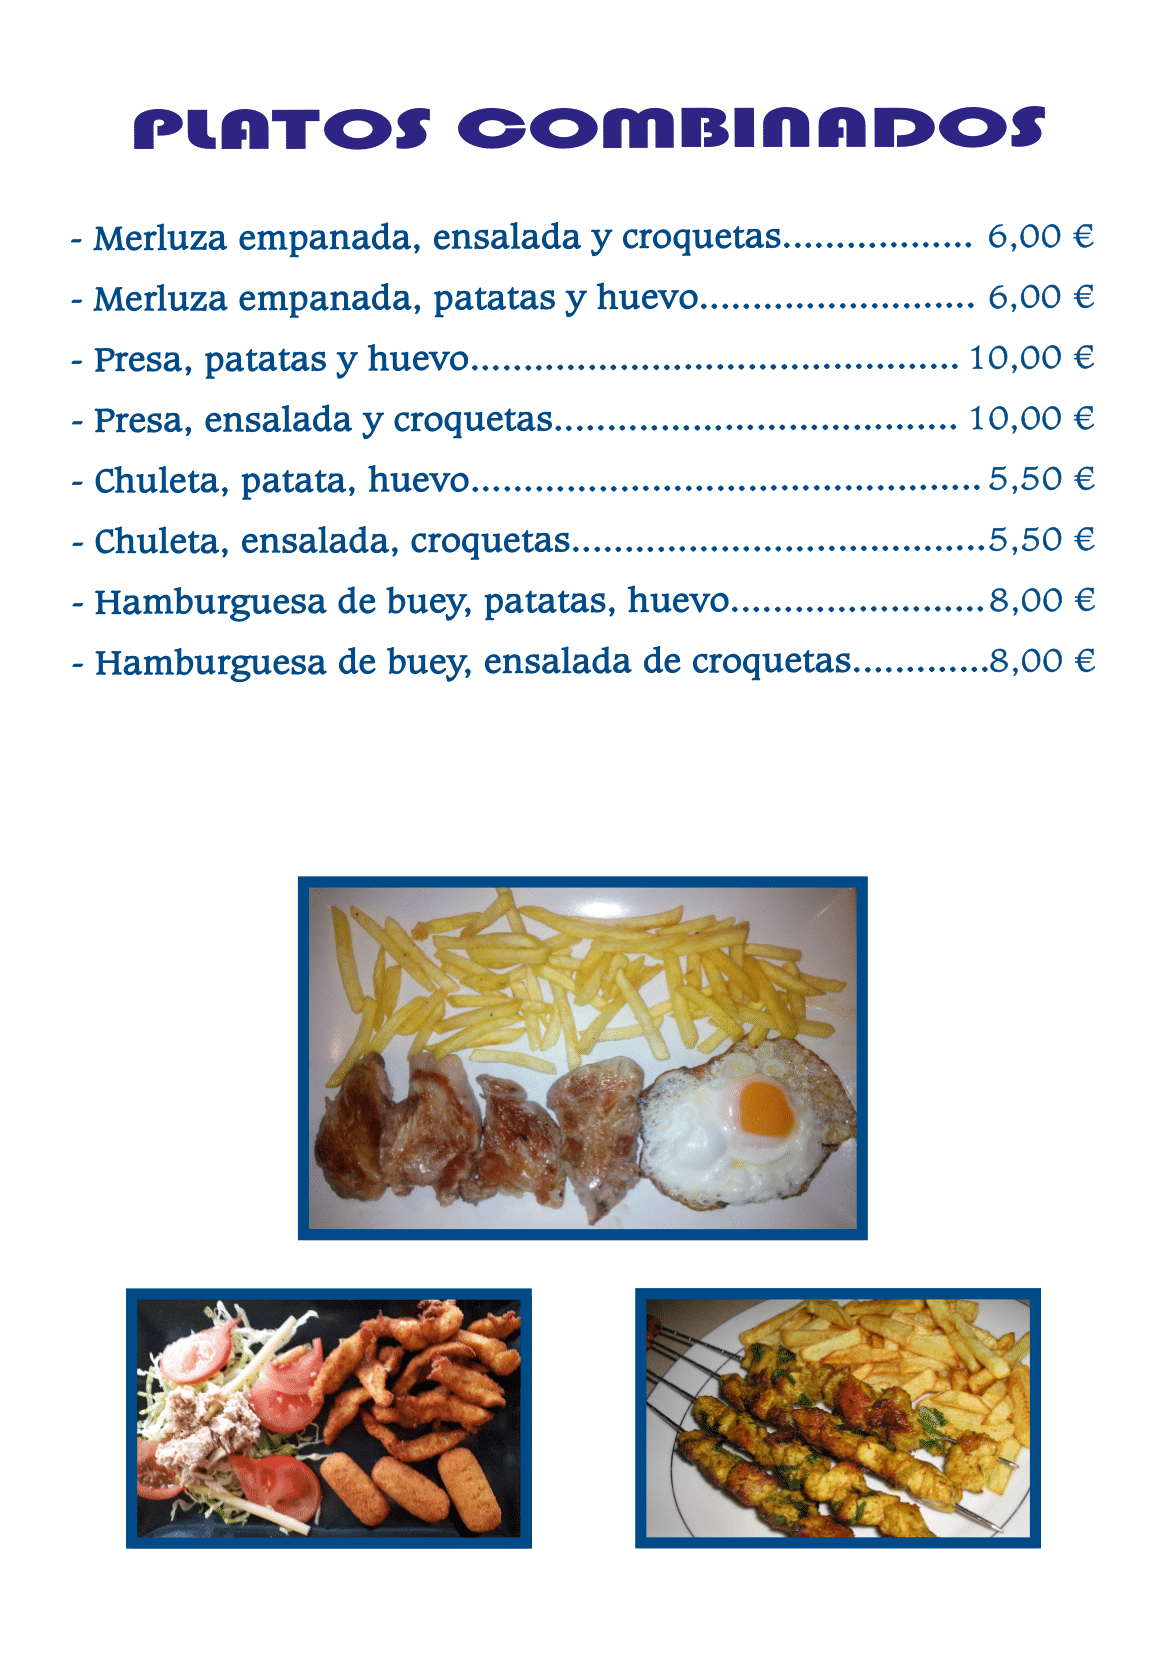 PLATOS COMBINADOS
- Merluza empanada, ensalada y croquetas.................. 6,00 €
- Merluza empanada, patatas y huevo.......................... 6,00 €
- Presa, patatas y huevo.............................................. 10,00 €
- Presa, ensalada y croquetas...................................... 10,00 €
- Chuleta, patata, huevo................................................ 5,50 €
- Chuleta, ensalada, croquetas.......................................5,50 €
- Hamburguesa de buey, patatas, huevo........................8,00 €
- Hamburguesa de buey, ensalada de croquetas.............8,00 €